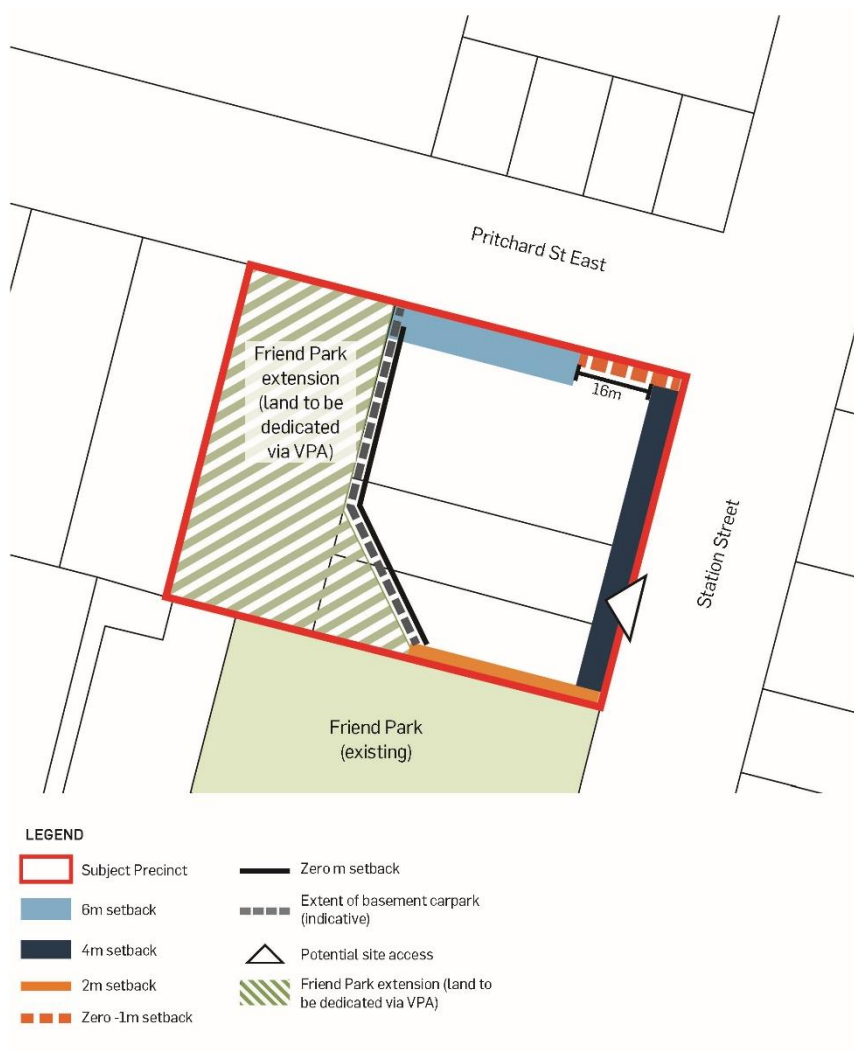 Pritchard St East
Friend Park
extension
(land to be
dedicated
via VPA)
16m
Station Street
Friend Park
(existing)
LEGEND
Subject Precinct
6m setback
4m setback
2m setback
Zero -1m setback
Zero m setback
Extent of basement carpark
(indicative)
Potential site access
Friend Park extension (land to
be dedicated via VPA)